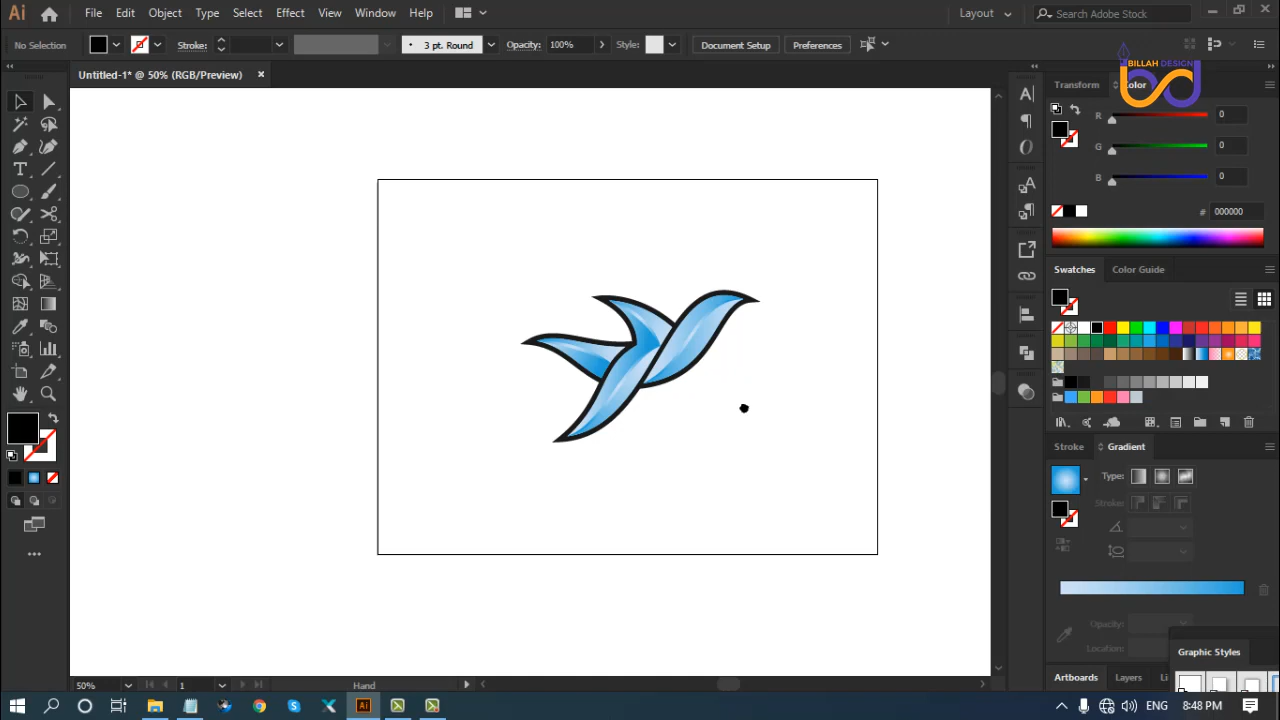 Ai File Edit Object Type Select Effect View Window Help Layout Search Adobe Stock
No Selection Stroke: 3 pt. Round Opacity: 100% Style: Document Setup Preferences
BILLAH DESIGN
Untitled-1* @ 50% (RGB/Preview)
Transform Color
R 0
G 0
B 0
# 000000
Swatches Color Guide
Stroke Gradient
Type:
Stroke:
Opacity:
Location:
Graphic Styles
Artboards Layers Li
50% 1 Hand
Ai ENG 8:48 PM